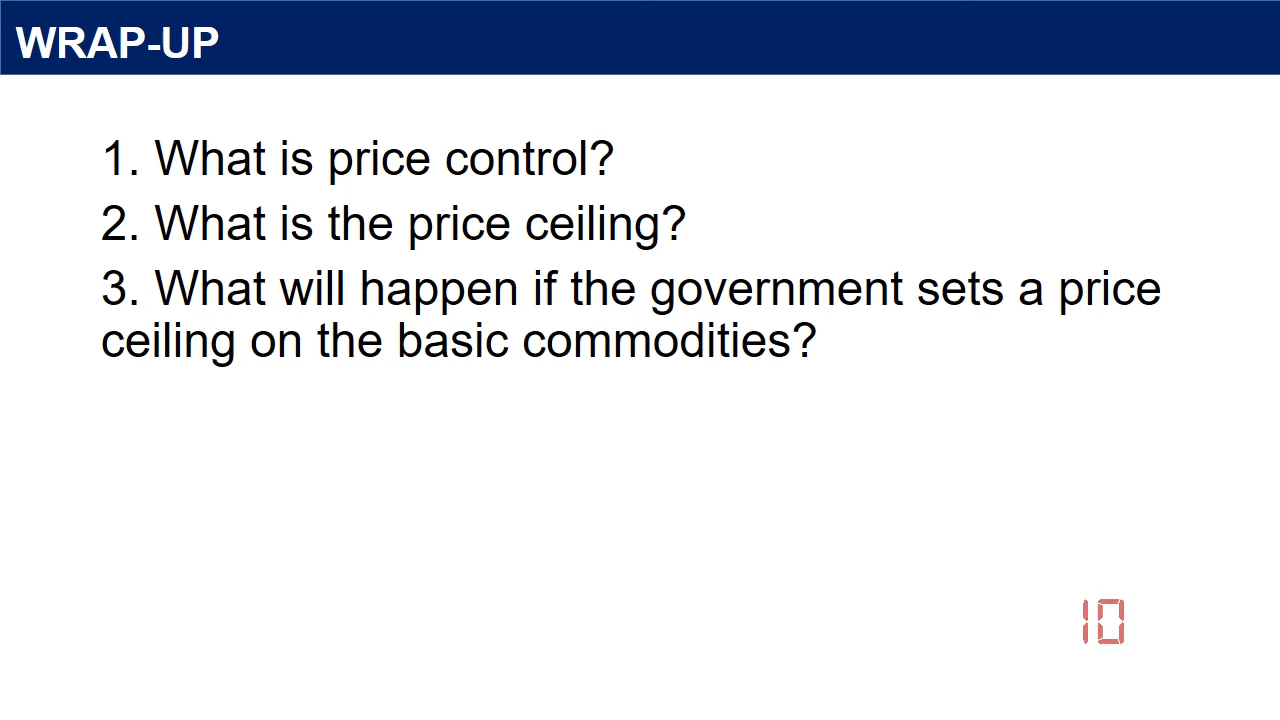 WRAP-UP
1. What is price control?
2. What is the price ceiling?
3. What will happen if the government sets a price
ceiling on the basic commodities?
10